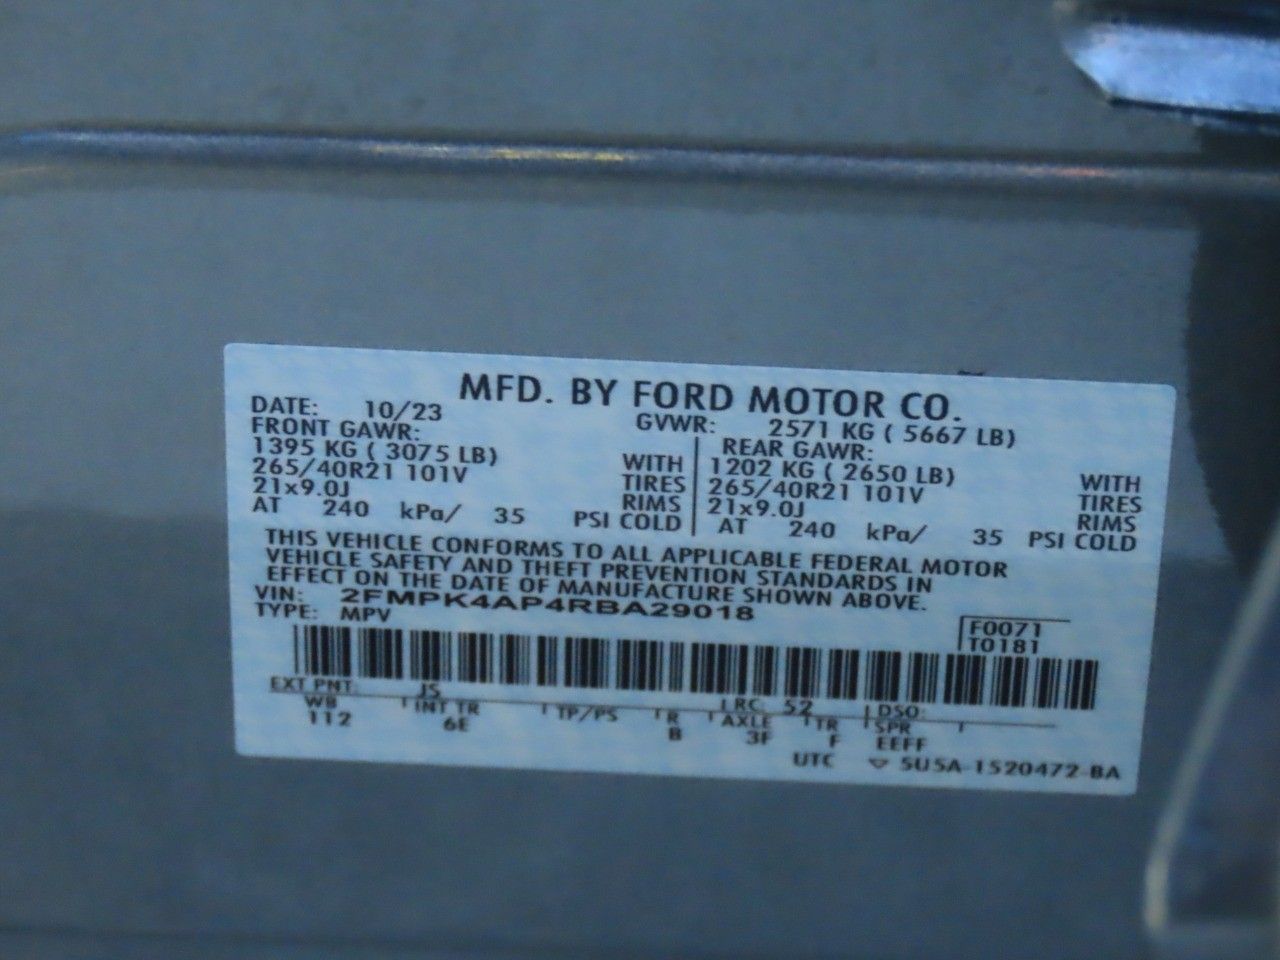 MFD. BY FORD MOTOR CO.
DATE: 10/23 GVWR: 2571 KG ( 5667 LB)
FRONT GAWR: REAR GAWR:
1395 KG ( 3075 LB) WITH 1202 KG ( 2650 LB) WITH
265/40R21 101V TIRES 265/40R21 101V TIRES
21x9.0J RIMS 21x9.0J RIMS
AT 240 kPa/ 35 PSI COLD AT 240 kPa/ 35 PSI COLD
THIS VEHICLE CONFORMS TO ALL APPLICABLE FEDERAL MOTOR
VEHICLE SAFETY AND THEFT PREVENTION STANDARDS IN
EFFECT ON THE DATE OF MANUFACTURE SHOWN ABOVE.
VIN: 2FMPK4AP4RBA29018
TYPE: MPV
F0071
T0181
EXT PNT: JS LRC: 52 DSO:
WB INT TR TP/PS R AXLE TR SPR
112 6E B 3F F EEFF
UTC ▽ 5U5A-1520472-BA